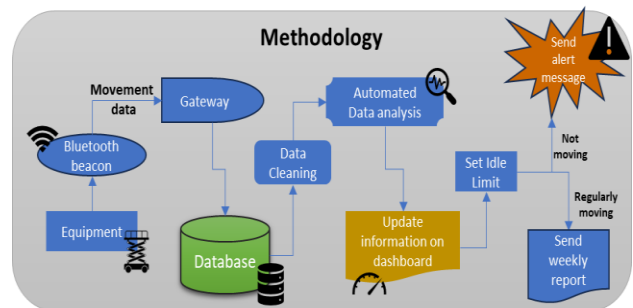 Methodology
Send
alert
message
Movement
data
Gateway
Automated
Data analysis
Bluetooth
beacon
Data
Cleaning
Set Idle
Limit
Not
moving
Regularly
moving
Equipment
Database
Update
information on
dashboard
Send
weekly
report